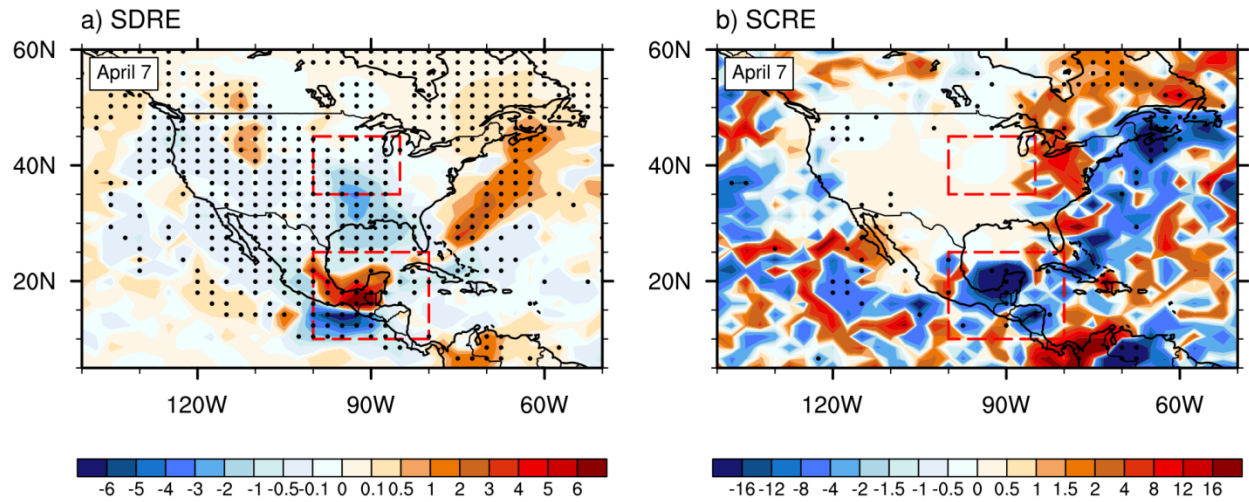 a) SDRE
60N
April 7
40N
20N
120W
90W
60W
-6 -5 -4 -3 -2 -1 -0.5 -0.1 0 0.1 0.5 1 2 3 4 5 6
b) SCRE
60N
April 7
40N
20N
120W
90W
60W
-16 -12 -8 -4 -2 -1.5 -1 -0.5 0 0.5 1 1.5 2 4 8 12 16